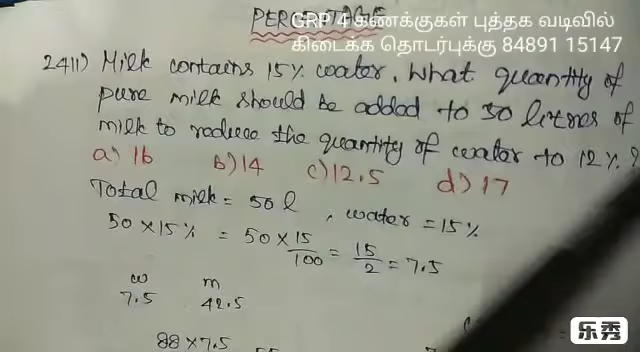 PERCENTAGE
GRP 4 கணக்குகள் புத்தக வடிவில்
கிடைக்க தொடர்புக்கு 84891 15147
2411) Milk contains 15% water. What quantity of
pure milk should be added to 50 litres of
milk to reduce the quantity of water to 12%?
a) 16 b) 14 c) 12.5 d) 17
Total milk = 50 l, water = 15%
50 × 15% = 50 × 15/100 = 15/2 = 7.5
w m
7.5 42.5
88 × 7.5
乐秀